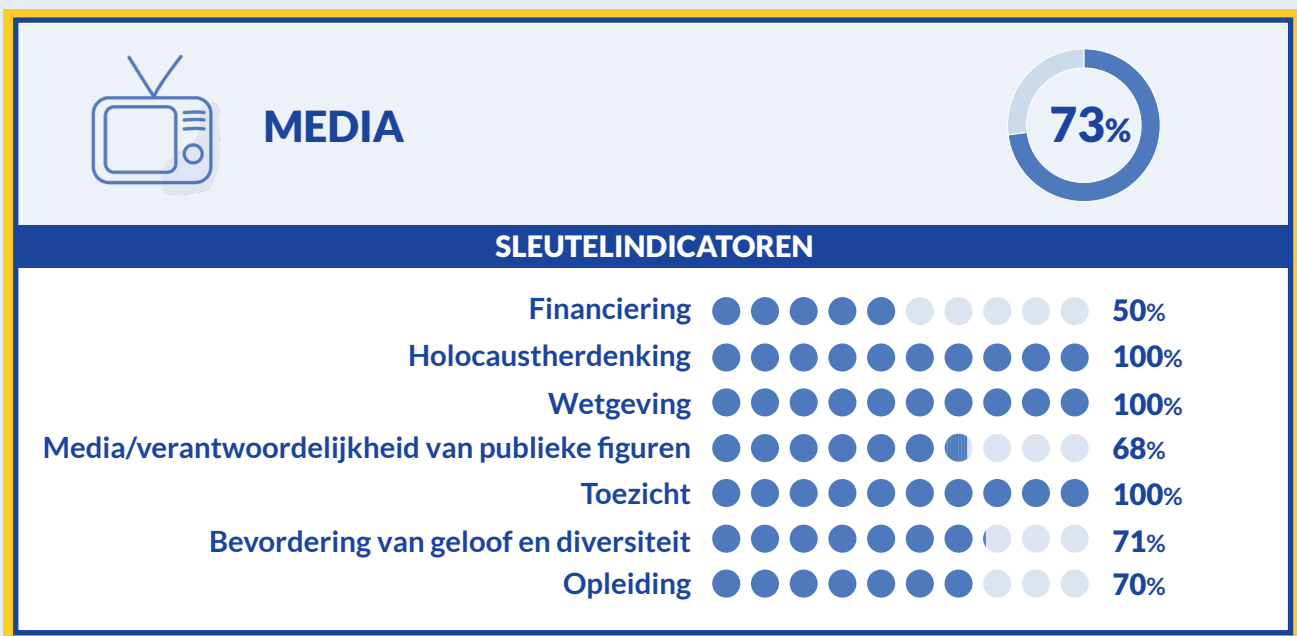 MEDIA
73%
SLEUTELINDICATOREN
Financiering 50%
Holocaustherdenking 100%
Wetgeving 100%
Media/verantwoordelijkheid van publieke figuren 68%
Toezicht 100%
Bevordering van geloof en diversiteit 71%
Opleiding 70%